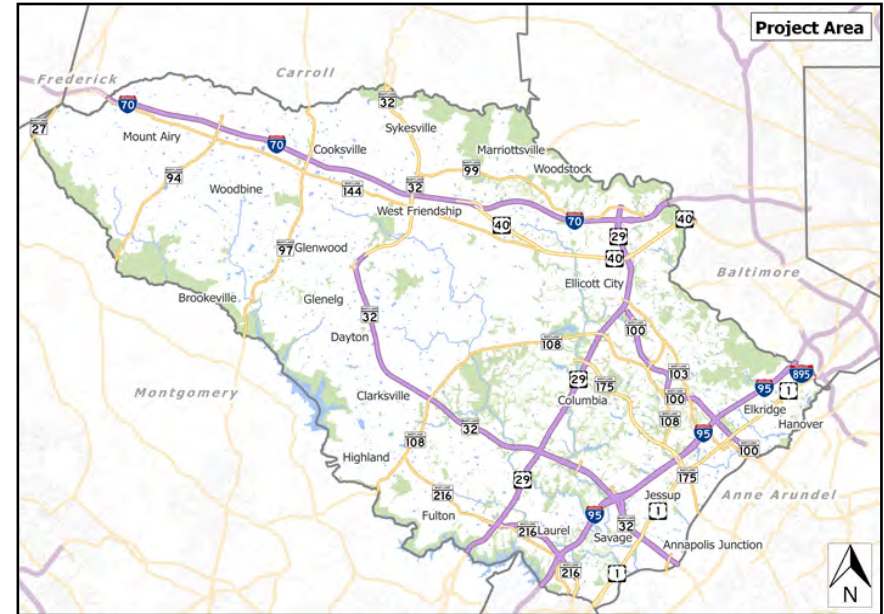 Project Area
Carroll
Frederick
70
32
27
Mount Airy
Sykesville
70
Cooksville
Marriottsville
94
99
Woodstock
Woodbine
144
32
West Friendship
40
70
40
29
97
Glenwood
40
Baltimore
Ellicott City
Brookeville
Glenelg
32
100
Dayton
108
103
895
Montgomery
29
175
95
1
Clarksville
Columbia
100
Elkridge
108
Hanover
32
95
108
100
Highland
175
29
216
Jessup
Anne Arundel
Fulton
95
1
216
Laurel
32
Savage
Annapolis Junction
216
1
N